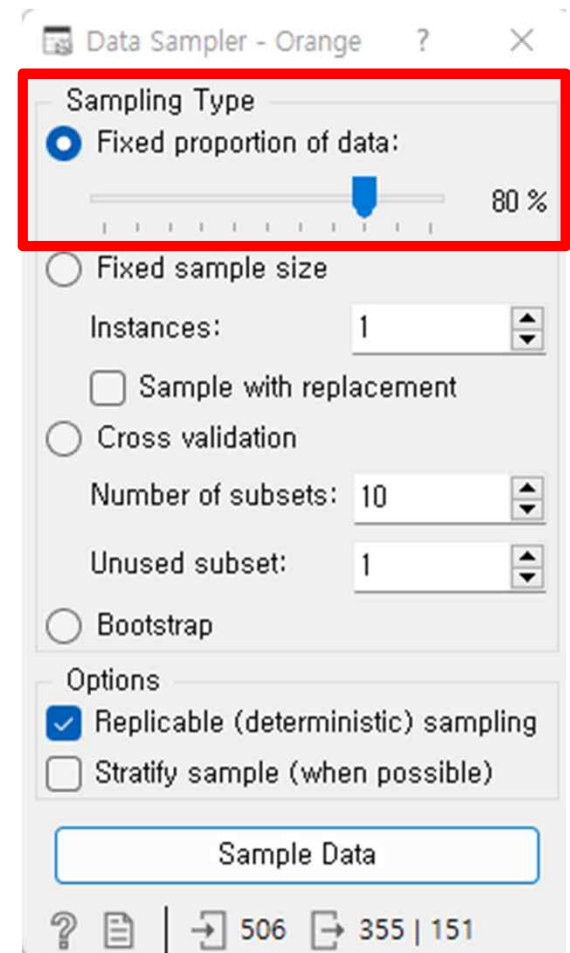 Data Sampler - Orange ? ×
Sampling Type
Fixed proportion of data:
80 %
Fixed sample size
Instances: 1
Sample with replacement
Cross validation
Number of subsets: 10
Unused subset: 1
Bootstrap
Options
Replicable (deterministic) sampling
Stratify sample (when possible)
Sample Data
? 506 355 | 151